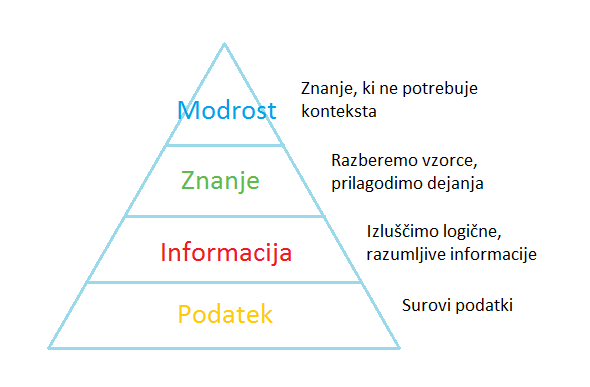 Modrost
Znanje, ki ne potrebuje
konteksta
Znanje
Razberemo vzorce,
prilagodimo dejanja
Informacija
Izluščimo logične,
razumljive informacije
Podatek
Surovi podatki